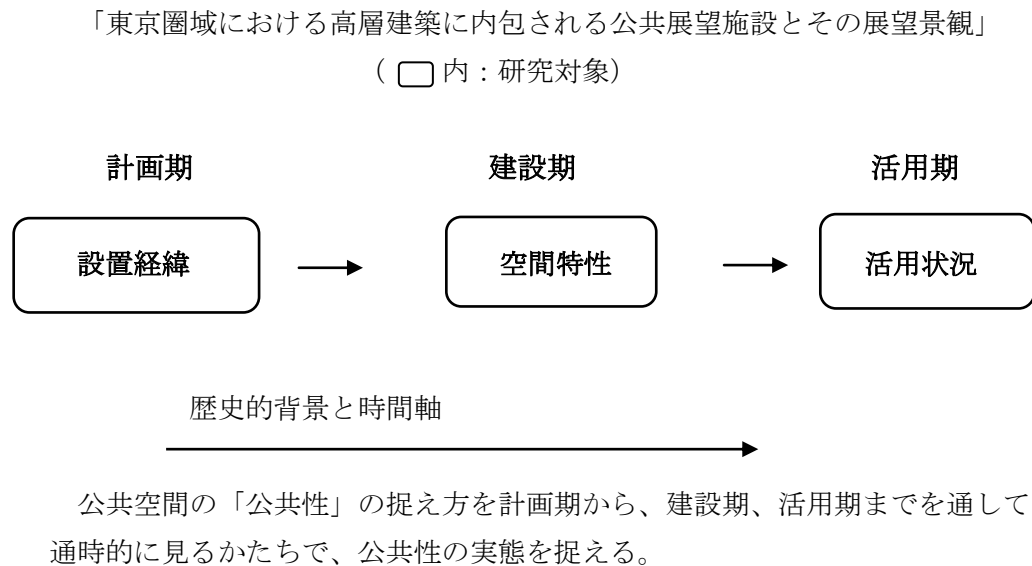 「東京圏域における高層建築に内包される公共展望施設とその展望景観」
( 内:研究対象)
計画期 建設期 活用期
設置経緯 空間特性 活用状況
歴史的背景と時間軸
公共空間の「公共性」の捉え方を計画期から、建設期、活用期までを通して
通時的に見るかたちで、公共性の実態を捉える。